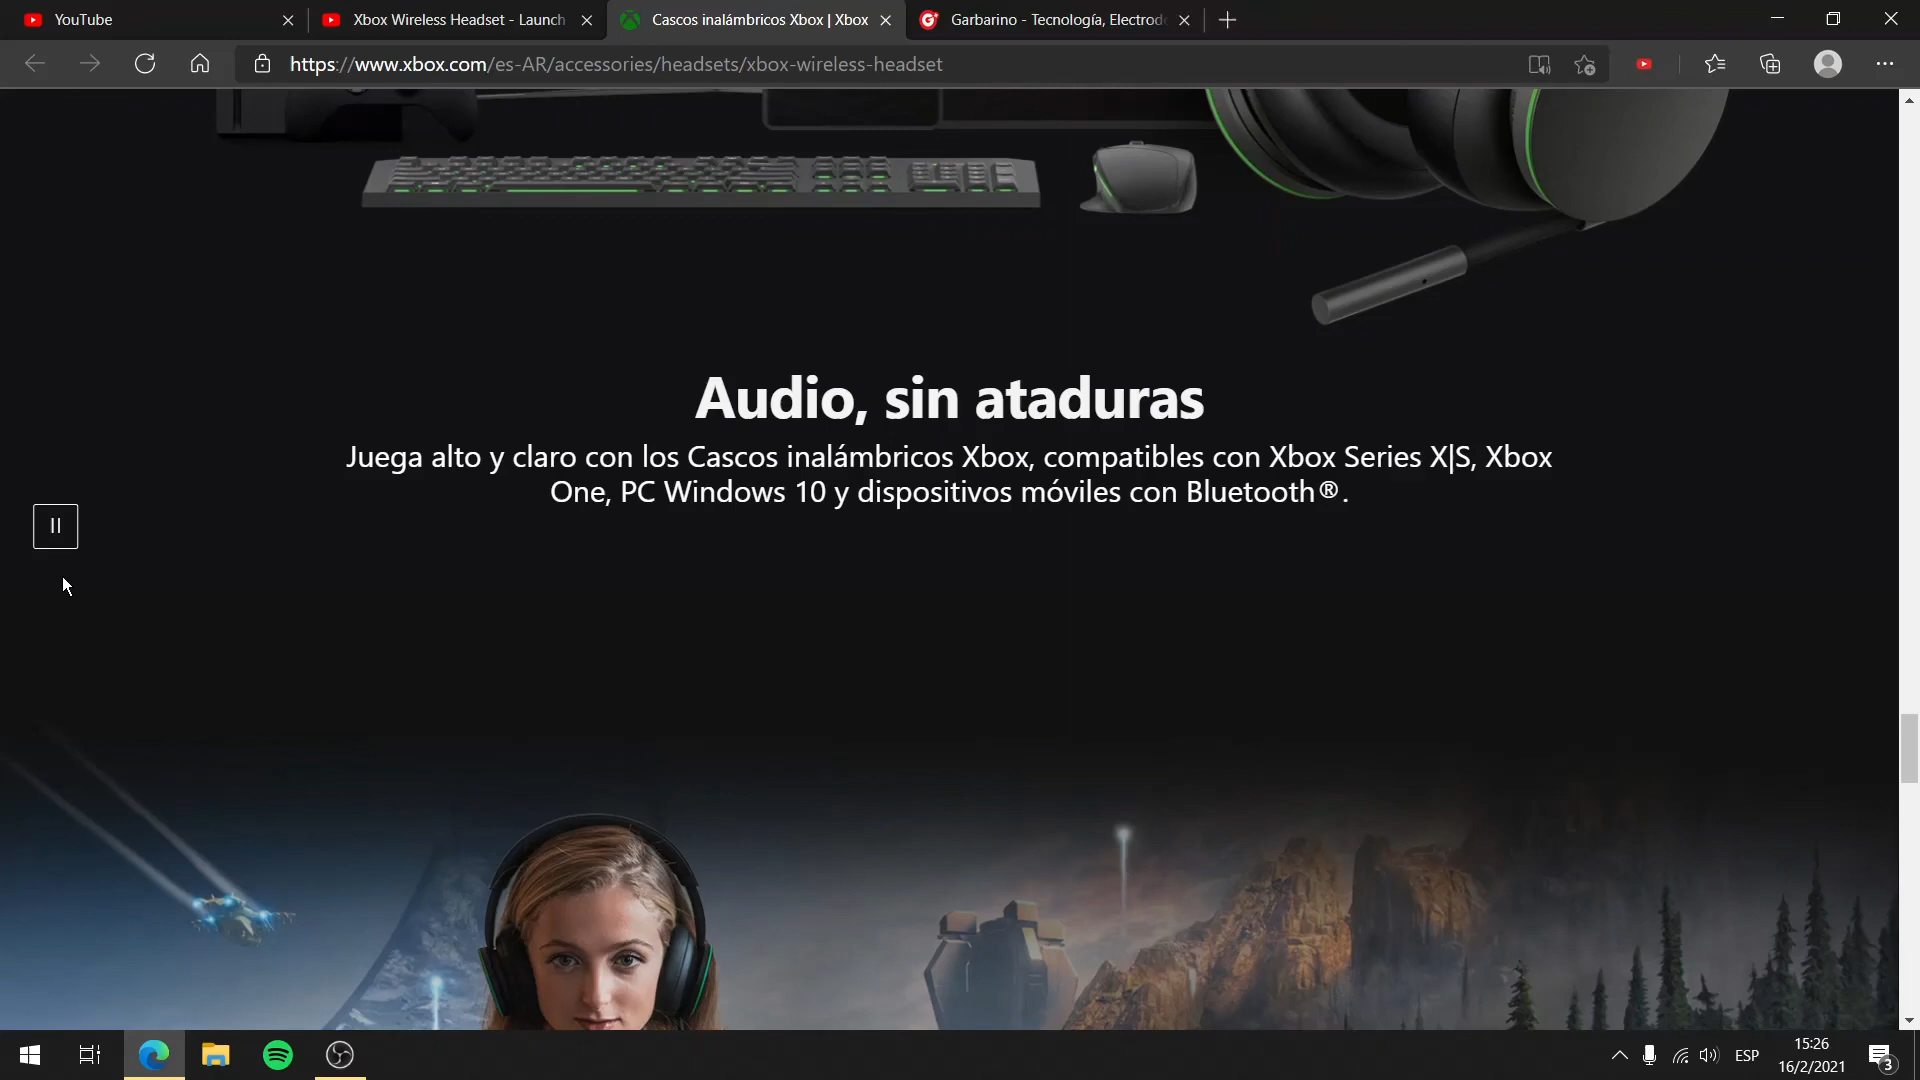 YouTube
Xbox Wireless Headset - Launch
Cascos inalámbricos Xbox | Xbox
Garbarino - Tecnología, Electrod
https://www.xbox.com/es-AR/accessories/headsets/xbox-wireless-headset
Audio, sin ataduras
Juega alto y claro con los Cascos inalámbricos Xbox, compatibles con Xbox Series X|S, Xbox
One, PC Windows 10 y dispositivos móviles con Bluetooth®.
ESP
15:26
16/2/2021
3